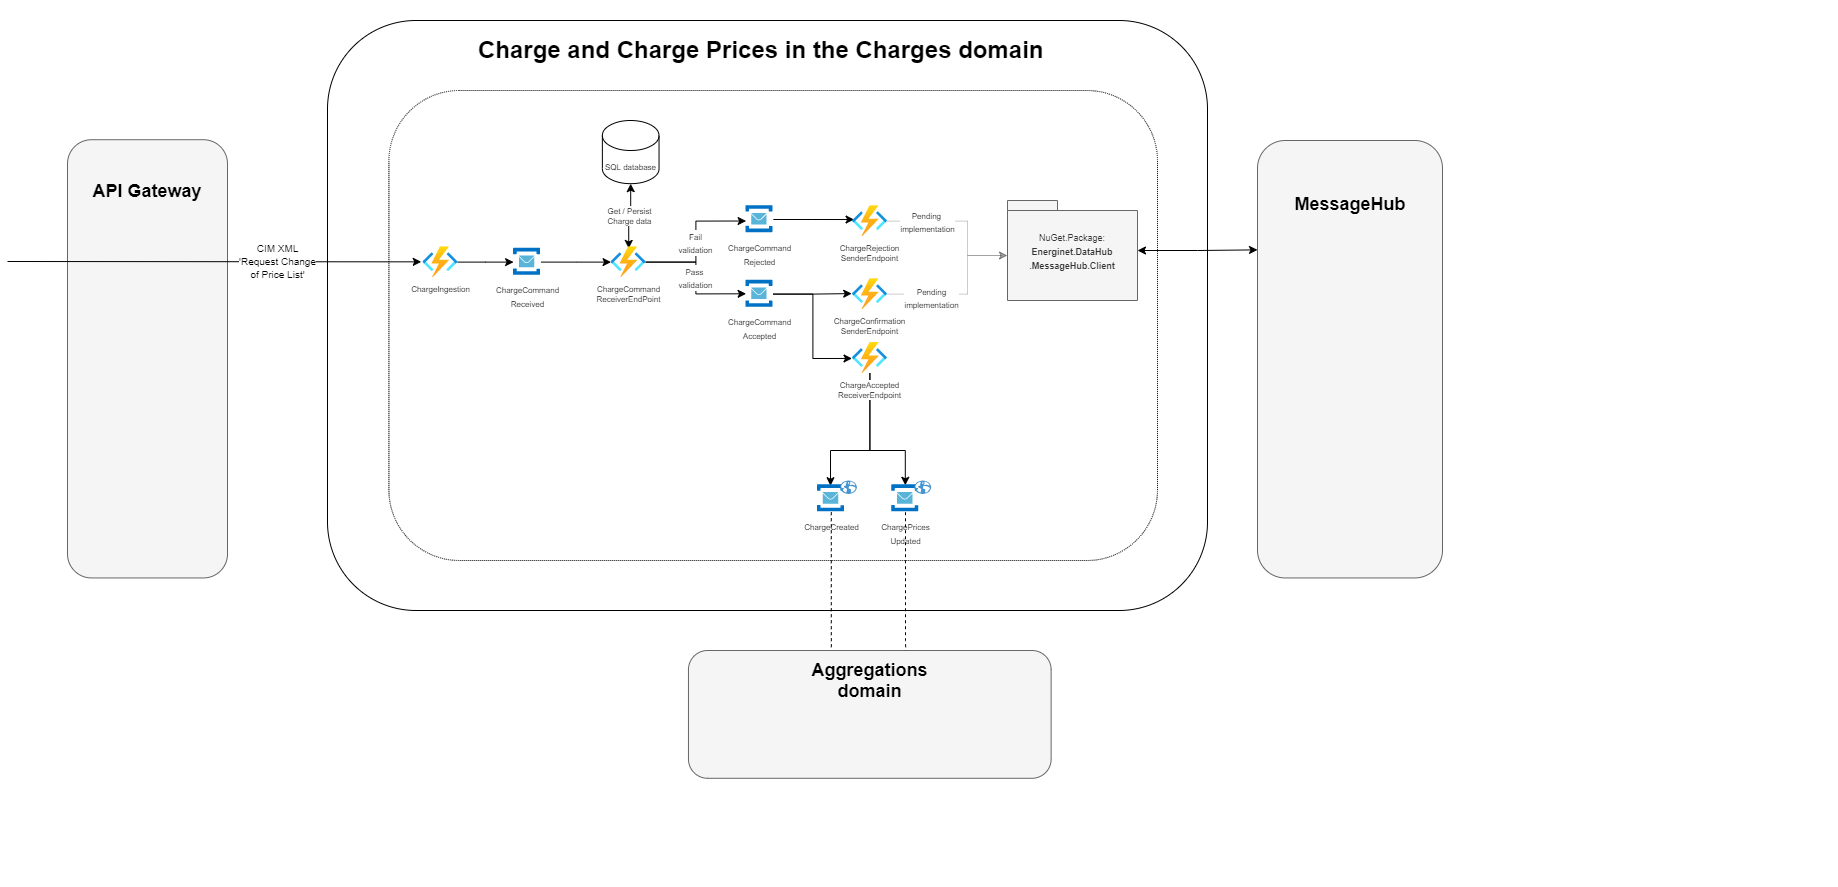 Charge and Charge Prices in the Charges domain
API Gateway
CIM XML
'Request Change
of Price List'
ChargeIngestion
ChargeCommand
Received
SQL database
Get / Persist
Charge data
ChargeCommand
ReceiverEndPoint
Fail
validation
Pass
validation
ChargeCommand
Rejected
ChargeCommand
Accepted
ChargeRejection
SenderEndpoint
Pending
implementation
ChargeConfirmation
SenderEndpoint
Pending
implementation
ChargeAccepted
ReceiverEndpoint
NuGet.Package:
Energinet.DataHub
.MessageHub.Client
MessageHub
ChargeCreated
ChargePrices
Updated
Aggregations
domain